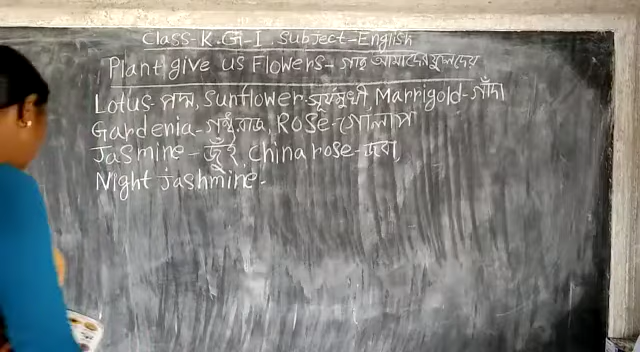 Class-K.G-I. Subject-English
Plant give us Flowers- গাছ আমাদের ফুল দেয়
Lotus-পদ্ম, Sunflower-সূর্যমুখী, Marrigold-গাঁদা
Gardenia-গন্ধরাজ, Rose-গোলাপ
Jasmine-জুঁই, China rose-জবা,
Night jashmine-